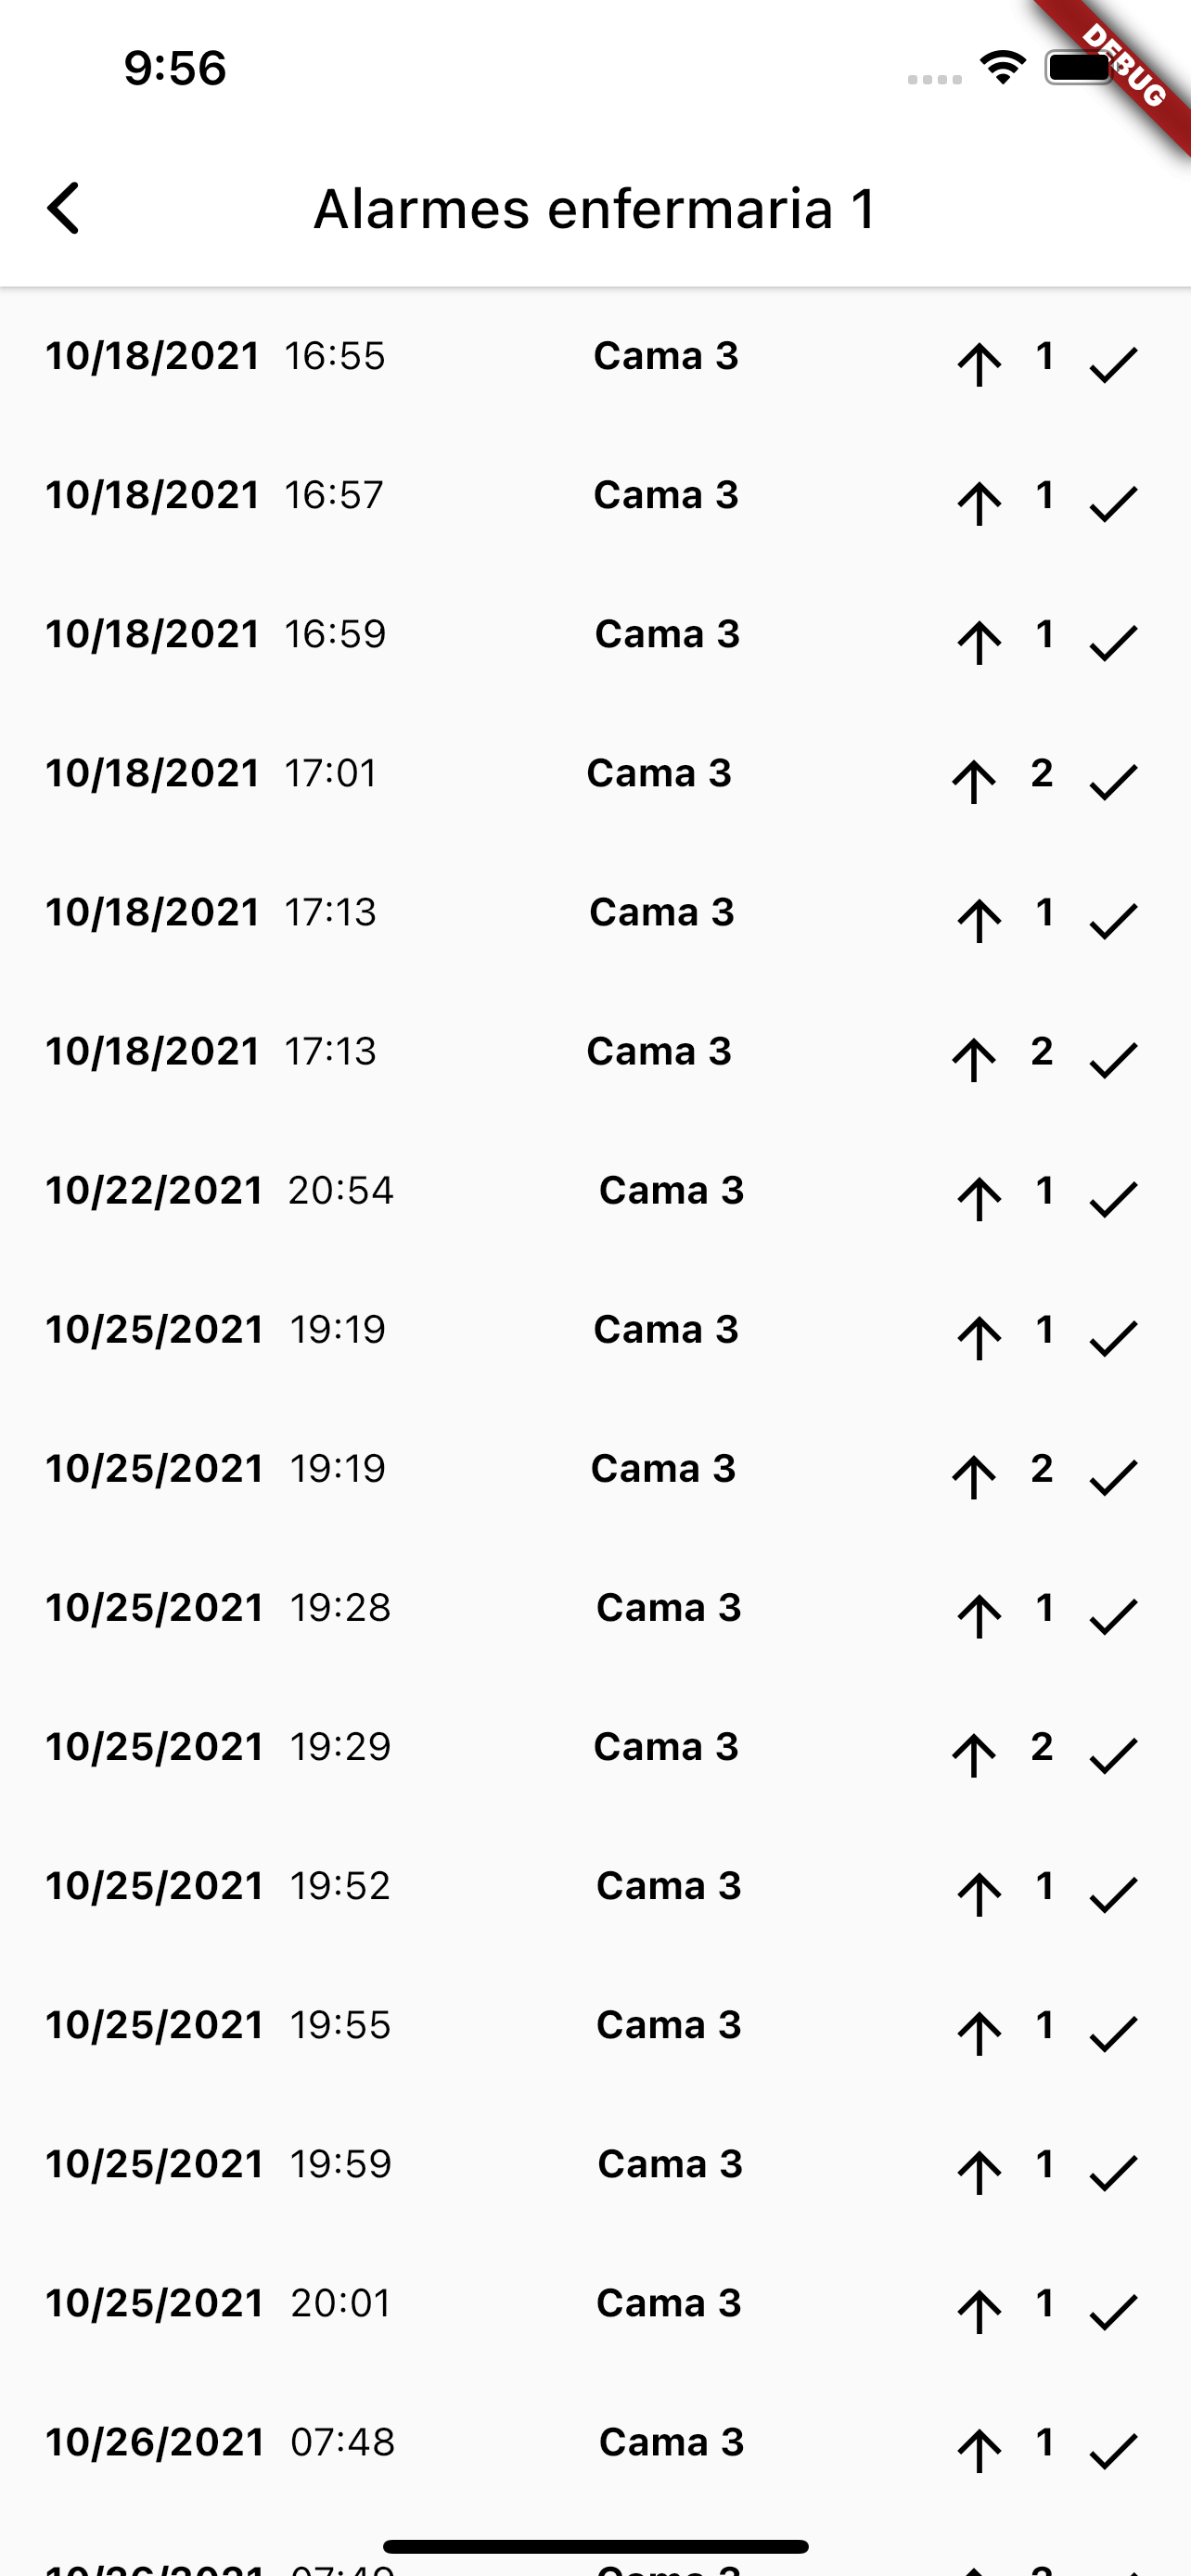 9:56
DEBUG
Alarmes enfermaria 1
10/18/2021 16:55 Cama 3 1
10/18/2021 16:57 Cama 3 1
10/18/2021 16:59 Cama 3 1
10/18/2021 17:01 Cama 3 2
10/18/2021 17:13 Cama 3 1
10/18/2021 17:13 Cama 3 2
10/22/2021 20:54 Cama 3 1
10/25/2021 19:19 Cama 3 1
10/25/2021 19:19 Cama 3 2
10/25/2021 19:28 Cama 3 1
10/25/2021 19:29 Cama 3 2
10/25/2021 19:52 Cama 3 1
10/25/2021 19:55 Cama 3 1
10/25/2021 19:59 Cama 3 1
10/25/2021 20:01 Cama 3 1
10/26/2021 07:48 Cama 3 1